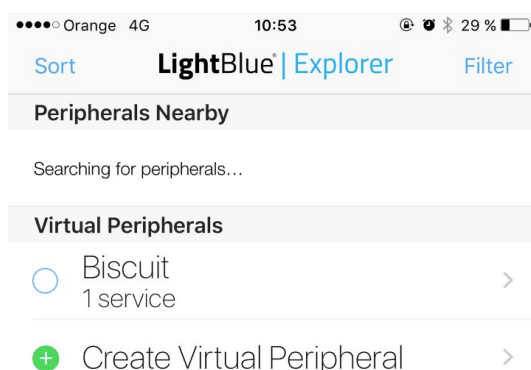 Orange 4G 10:53 29 %
Sort LightBlue® | Explorer Filter
Peripherals Nearby
Searching for peripherals...
Virtual Peripherals
Biscuit
1 service
Create Virtual Peripheral